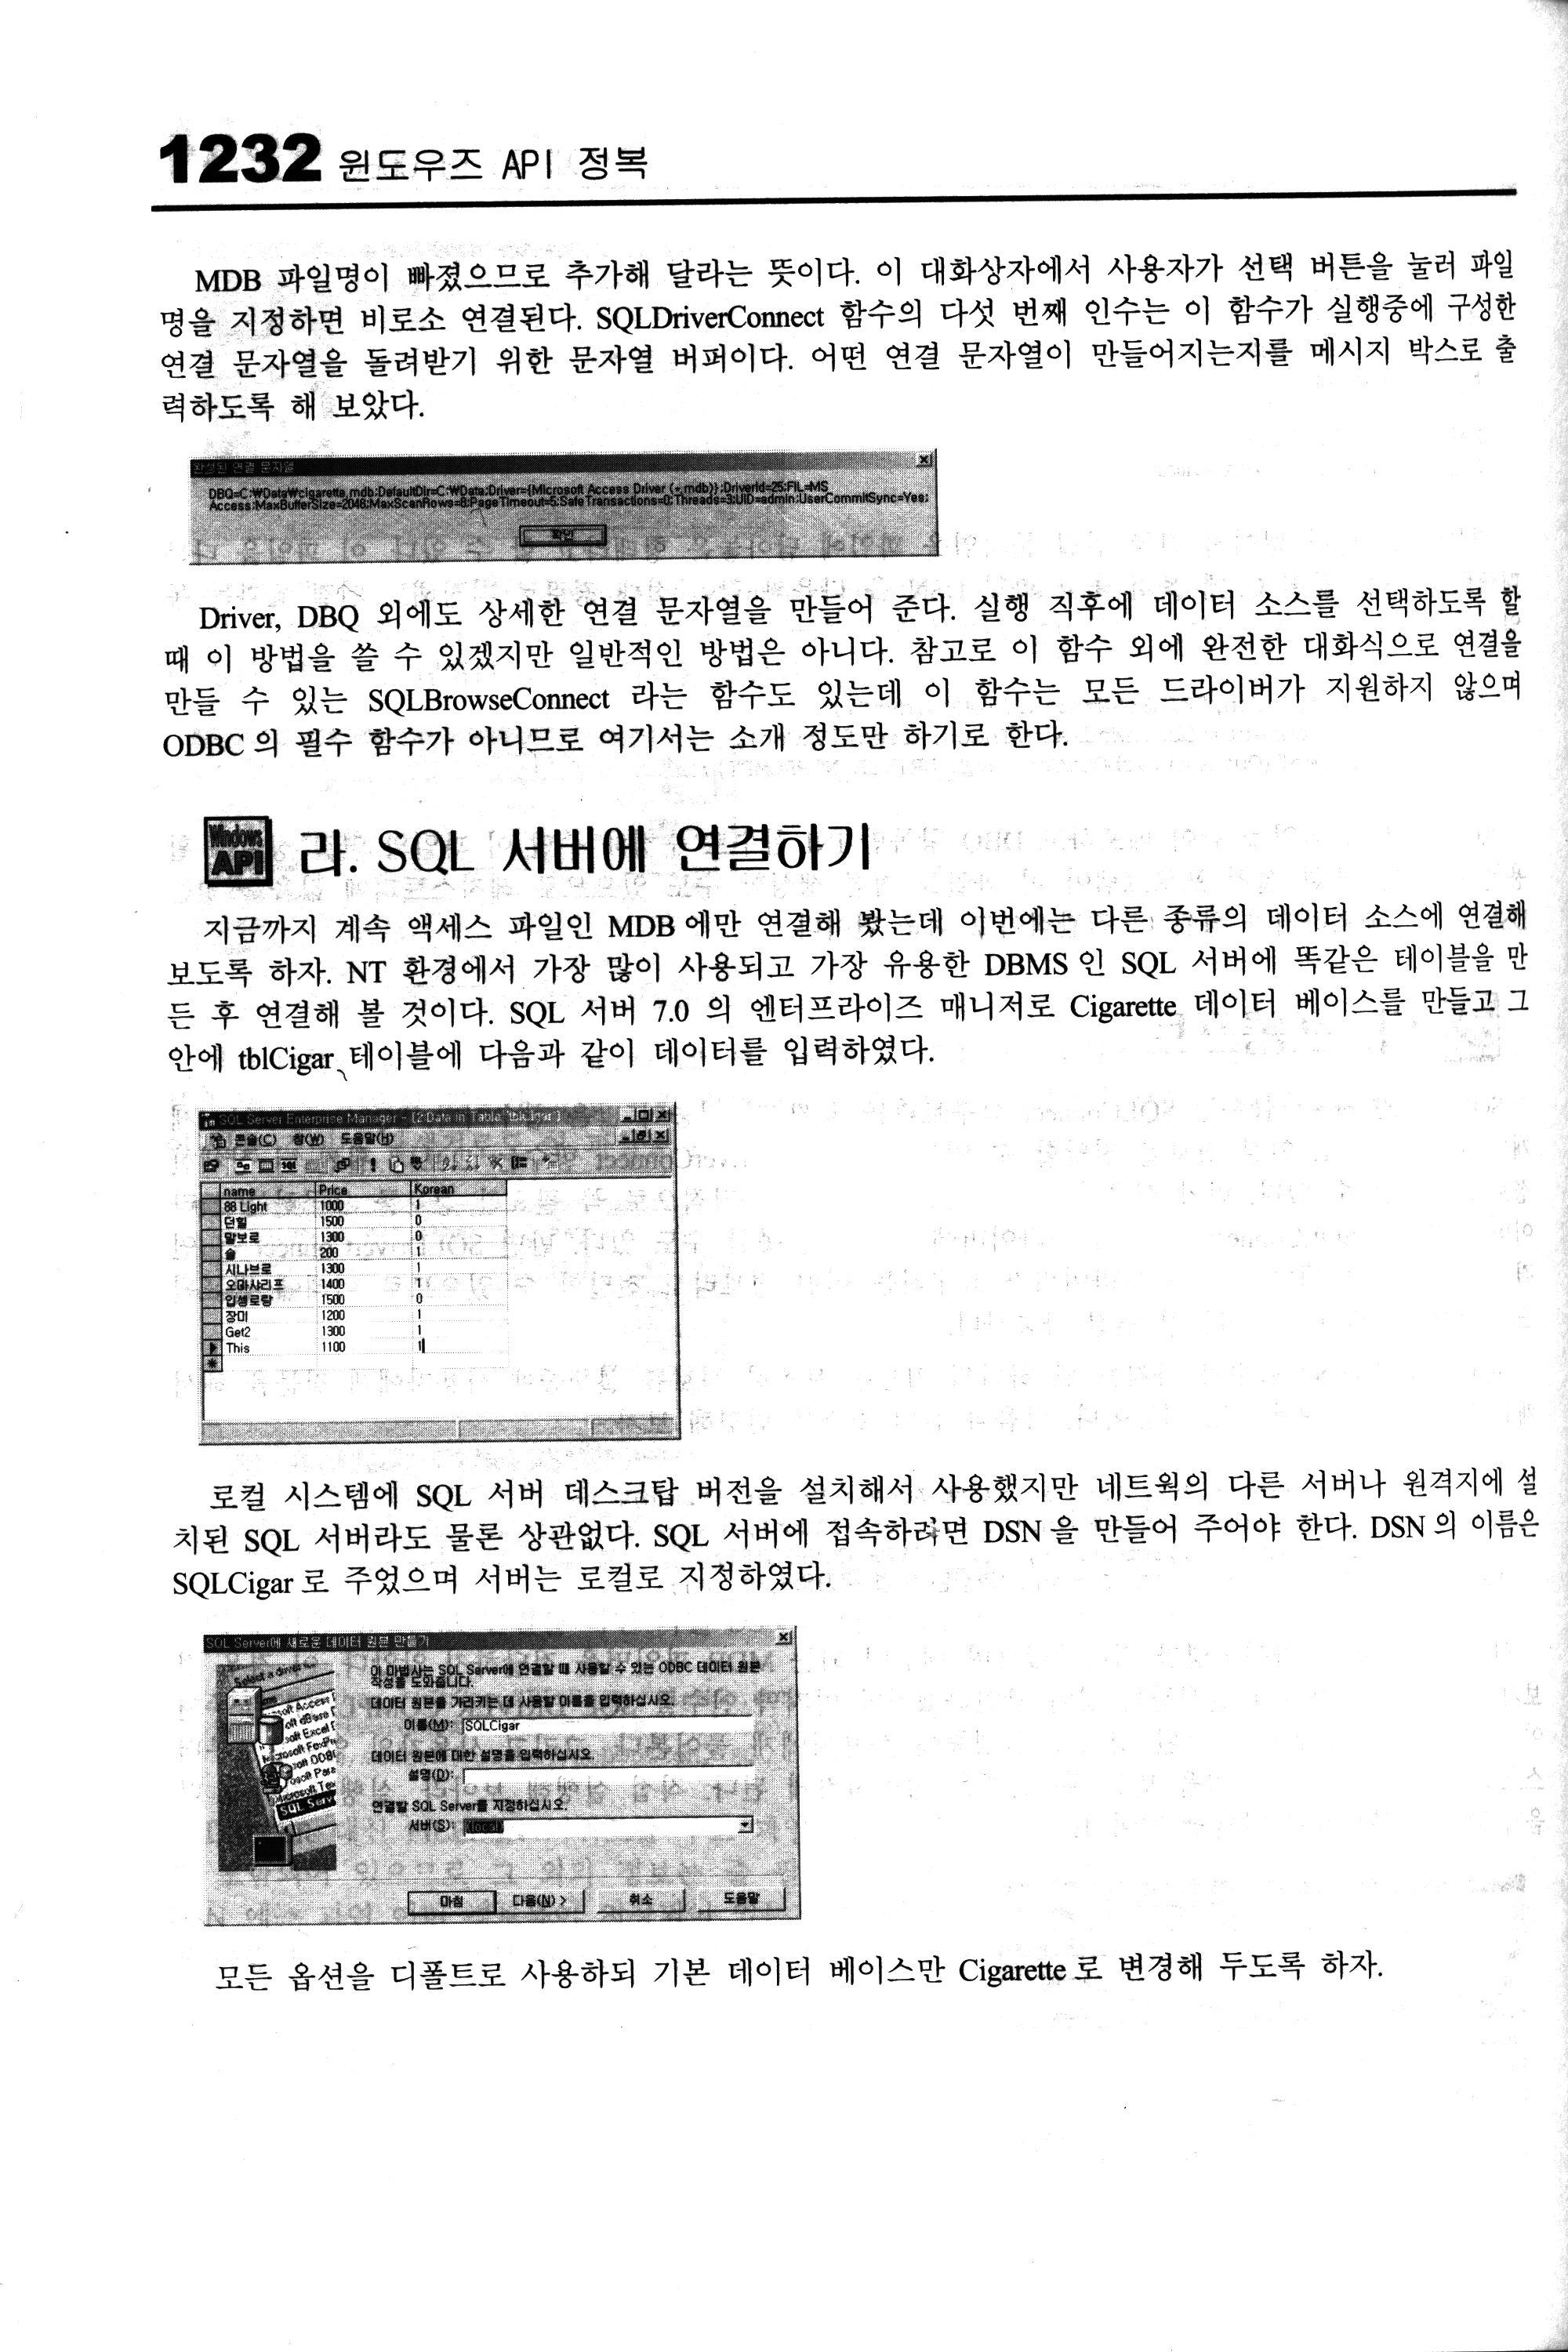 1232 윈도우즈 API 정복
MDB 파일명이 빠졌으므로 추가해 달라는 뜻이다. 이 대화상자에서 사용자가 선택 버튼을 눌러 파일
명을 지정하면 비로소 연결된다. SQLDriverConnect 함수의 다섯 번째 인수는 이 함수가 실행중에 구성한
연결 문자열을 돌려받기 위한 문자열 버퍼이다. 어떤 연결 문자열이 만들어지는지를 메시지 박스로 출
력하도록 해 보았다.
완성된 연결 문자열
DBQ=C:₩Data₩cigarette.mdb;DefaultDir=C:₩Data;Driver={Microsoft Access Driver (*.mdb)};DriverId=25;FIL=MS
Access;MaxBufferSize=2048;MaxScanRows=8;PageTimeout=5;SafeTransactions=0;Threads=3;UID=admin;UserCommitSync=Yes;
확인
Driver, DBQ 외에도 상세한 연결 문자열을 만들어 준다. 실행 직후에 데이터 소스를 선택하도록 할
때 이 방법을 쓸 수 있겠지만 일반적인 방법은 아니다. 참고로 이 함수 외에 완전한 대화식으로 연결을
만들 수 있는 SQLBrowseConnect 라는 함수도 있는데 이 함수는 모든 드라이버가 지원하지 않으며
ODBC 의 필수 함수가 아니므로 여기서는 소개 정도만 하기로 한다.
Windows
API
라. SQL 서버에 연결하기
지금까지 계속 액세스 파일인 MDB 에만 연결해 봤는데 이번에는 다른 종류의 데이터 소스에 연결해
보도록 하자. NT 환경에서 가장 많이 사용되고 가장 유용한 DBMS 인 SQL 서버에 똑같은 테이블을 만
든 후 연결해 볼 것이다. SQL 서버 7.0 의 엔터프라이즈 매니저로 Cigarette 데이터 베이스를 만들고 그
안에 tblCigar 테이블에 다음과 같이 데이터를 입력하였다.
SQL Server Enterprise Manager - [2:Data in Table 'tblCigar']
콘솔(C) 창(W) 도움말(H)
name Price Korean
88 Light 1000 1
던힐 1500 0
말보로 1300 0
솔 200 1
시나브로 1300 1
오마샤리프 1400 1
입생로랑 1500 0
장미 1200 1
Get2 1300 1
This 1100 1
로컬 시스템에 SQL 서버 데스크탑 버전을 설치해서 사용했지만 네트웍의 다른 서버나 원격지에 설
치된 SQL 서버라도 물론 상관없다. SQL 서버에 접속하려면 DSN 을 만들어 주어야 한다. DSN 의 이름은
SQLCigar 로 주었으며 서버는 로컬로 지정하였다.
SQL Server에 새로운 데이터 원본 만들기
이 마법사는 SQL Server에 연결할 때 사용할 수 있는 ODBC 데이터 원본
작성을 도와줍니다.
데이터 원본을 가리키는 데 사용할 이름을 입력하십시오.
이름(M): SQLCigar
데이터 원본에 대한 설명을 입력하십시오.
설명(D):
연결할 SQL Server를 지정하십시오.
서버(S): (local)
마침 다음(N) > 취소 도움말
모든 옵션을 디폴트로 사용하되 기본 데이터 베이스만 Cigarette 로 변경해 두도록 하자.